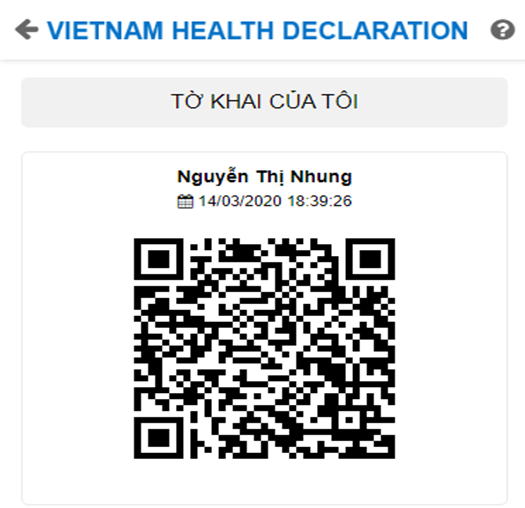 VIETNAM HEALTH DECLARATION
TỜ KHAI CỦA TÔI
Nguyễn Thị Nhung
14/03/2020 18:39:26